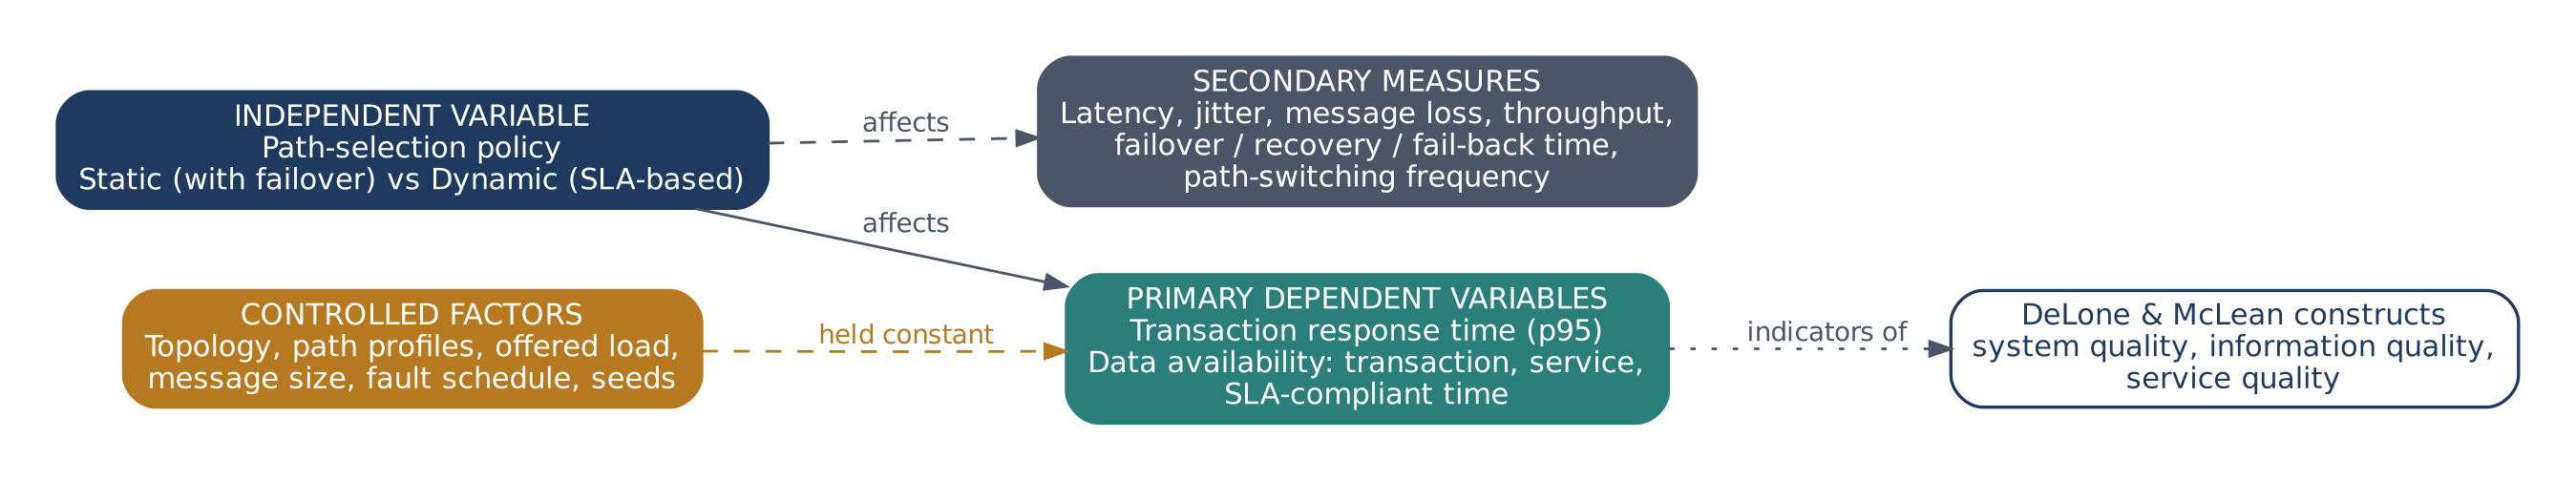 INDEPENDENT VARIABLE
Path-selection policy
Static (with failover) vs Dynamic (SLA-based)
affects
SECONDARY MEASURES
Latency, jitter, message loss, throughput,
failover / recovery / fail-back time,
path-switching frequency
affects
CONTROLLED FACTORS
Topology, path profiles, offered load,
message size, fault schedule, seeds
held constant
PRIMARY DEPENDENT VARIABLES
Transaction response time (p95)
Data availability: transaction, service,
SLA-compliant time
indicators of
DeLone & McLean constructs
system quality, information quality,
service quality